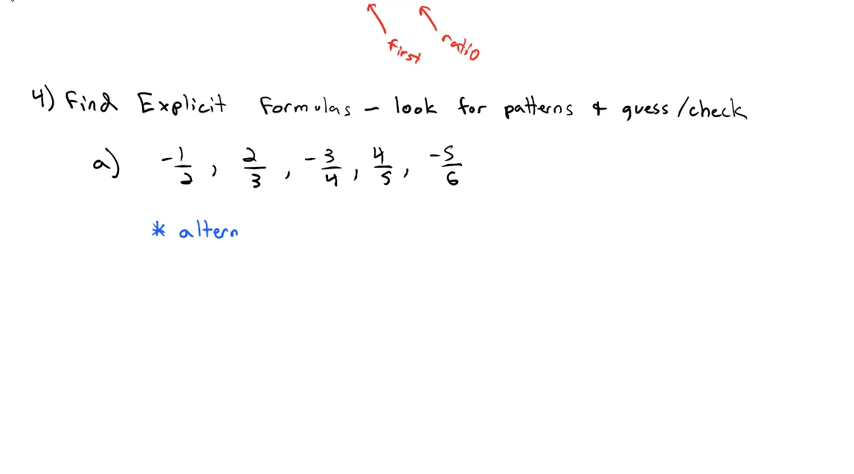 first ratio
4) Find Explicit Formulas – look for patterns & guess/check
a) -1/2, 2/3, -3/4, 4/5, -5/6
* altern